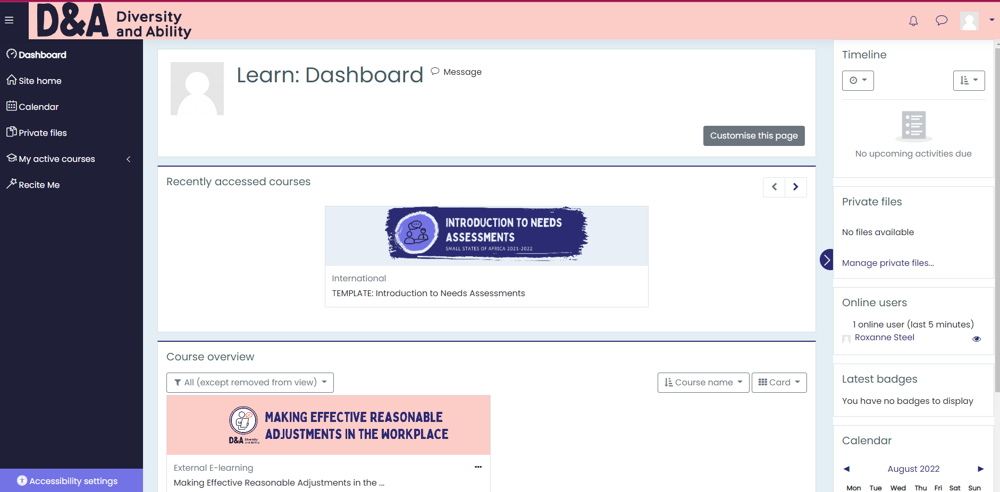 D&A Diversity
and Ability
Dashboard
Site home
Calendar
Private files
My active courses
Recite Me
Accessibility settings
Learn: Dashboard
Message
Customise this page
Recently accessed courses
INTRODUCTION TO NEEDS
ASSESSMENTS
SMALL STATES OF AFRICA 2021-2022
International
TEMPLATE: Introduction to Needs Assessments
Course overview
All (except removed from view)
Course name
Card
MAKING EFFECTIVE REASONABLE
ADJUSTMENTS IN THE WORKPLACE
D&A Diversity
and Ability
External E-learning
Making Effective Reasonable Adjustments in the ...
Timeline
No upcoming activities due
Private files
No files available
Manage private files...
Online users
1 online user (last 5 minutes)
Roxanne Steel
Latest badges
You have no badges to display
Calendar
◄ August 2022 ►
Mon Tue Wed Thu Fri Sat Sun